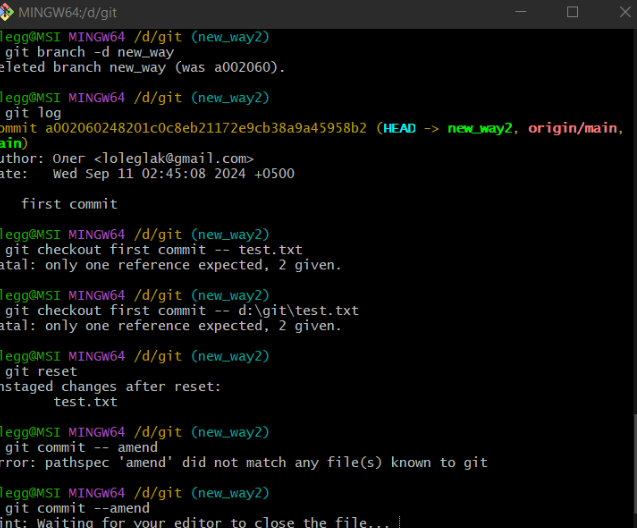 MINGW64:/d/git
legg@MSI MINGW64 /d/git (new_way2)
git branch -d new_way
eleted branch new_way (was a002060).
legg@MSI MINGW64 /d/git (new_way2)
git log
ommit a002060248201c0c8eb21172e9cb38a9a45958b2 (HEAD -> new_way2, origin/main,
ain)
uthor: Олег <loleglak@gmail.com>
ate:   Wed Sep 11 02:45:08 2024 +0500
first commit
legg@MSI MINGW64 /d/git (new_way2)
git checkout first commit -- test.txt
atal: only one reference expected, 2 given.
legg@MSI MINGW64 /d/git (new_way2)
git checkout first commit -- d:\git\test.txt
atal: only one reference expected, 2 given.
legg@MSI MINGW64 /d/git (new_way2)
git reset
nstaged changes after reset:
test.txt
legg@MSI MINGW64 /d/git (new_way2)
git commit -- amend
rror: pathspec 'amend' did not match any file(s) known to git
legg@MSI MINGW64 /d/git (new_way2)
git commit --amend
int: Waiting for your editor to close the file...